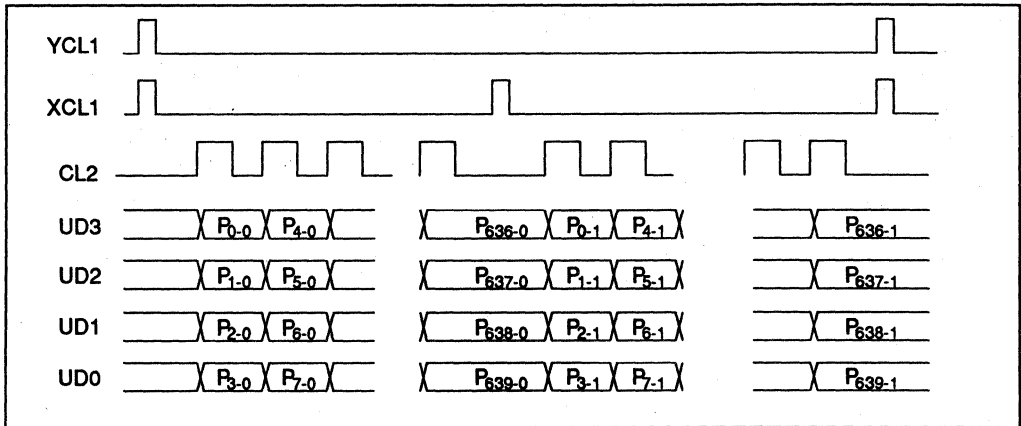 YCL1
XCL1
CL2
UD3 P0-0 P4-0 P636-0 P0-1 P4-1 P636-1
UD2 P1-0 P5-0 P637-0 P1-1 P5-1 P637-1
UD1 P2-0 P6-0 P638-0 P2-1 P6-1 P638-1
UD0 P3-0 P7-0 P639-0 P3-1 P7-1 P639-1